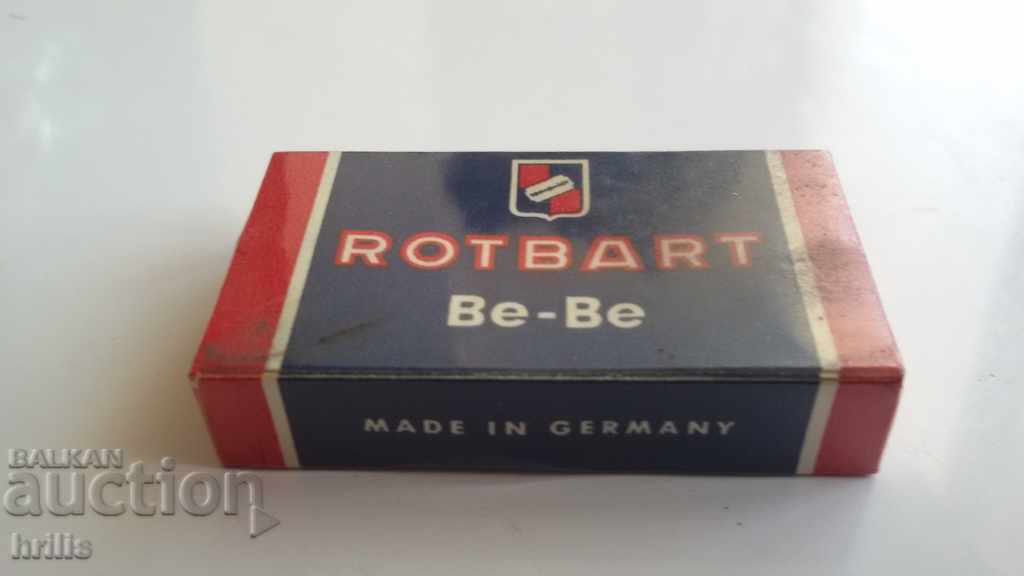 ROTBART
Be-Be
MADE IN GERMANY
BALKAN
auction
hrilis